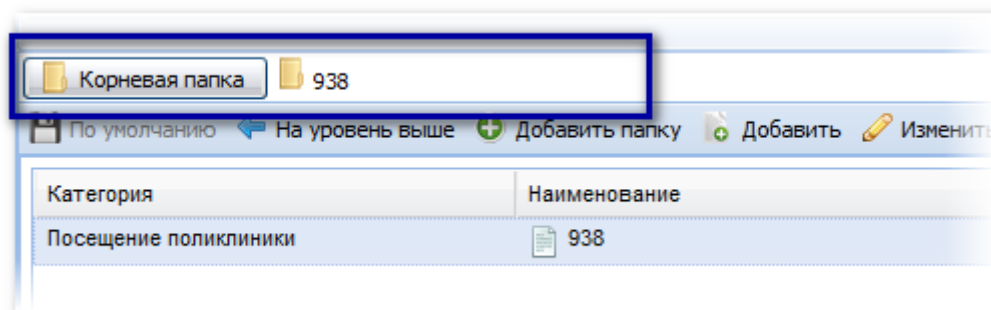 Корневая папка 938
По умолчанию На уровень выше Добавить папку Добавить Изменить
Категория Наименование
Посещение поликлиники 938